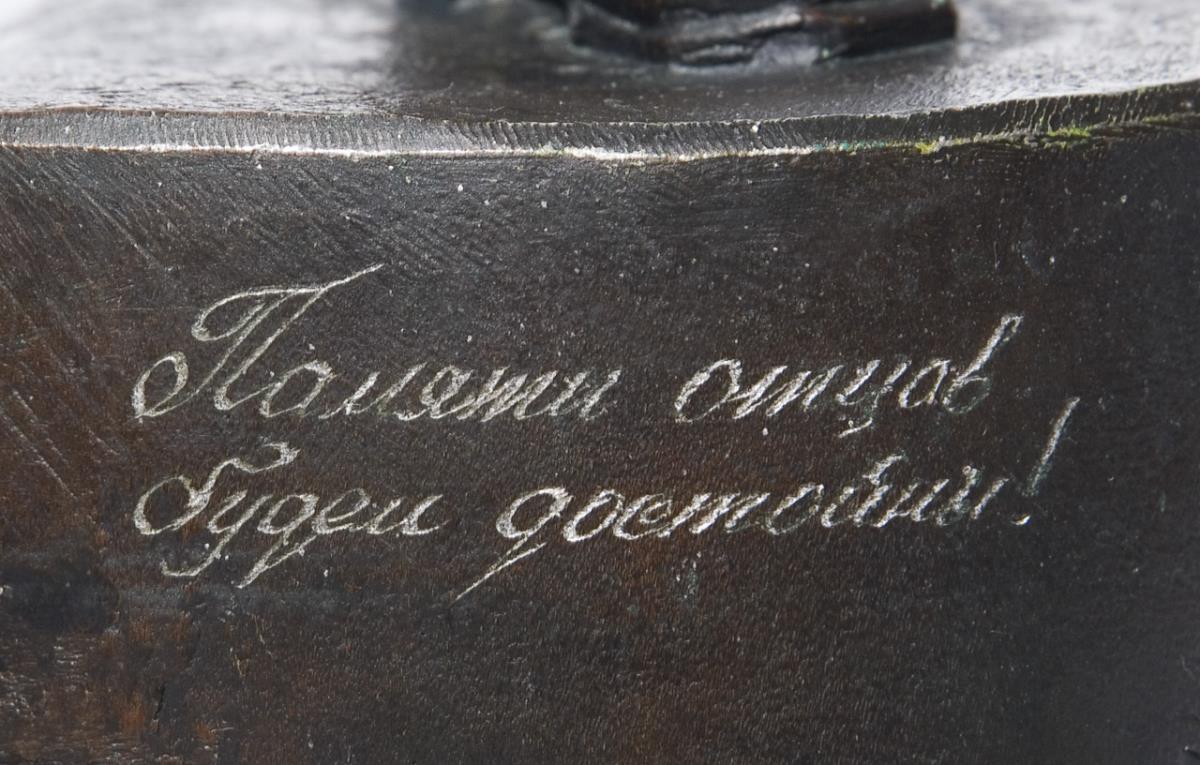 Памяти отцов
будем достойны!